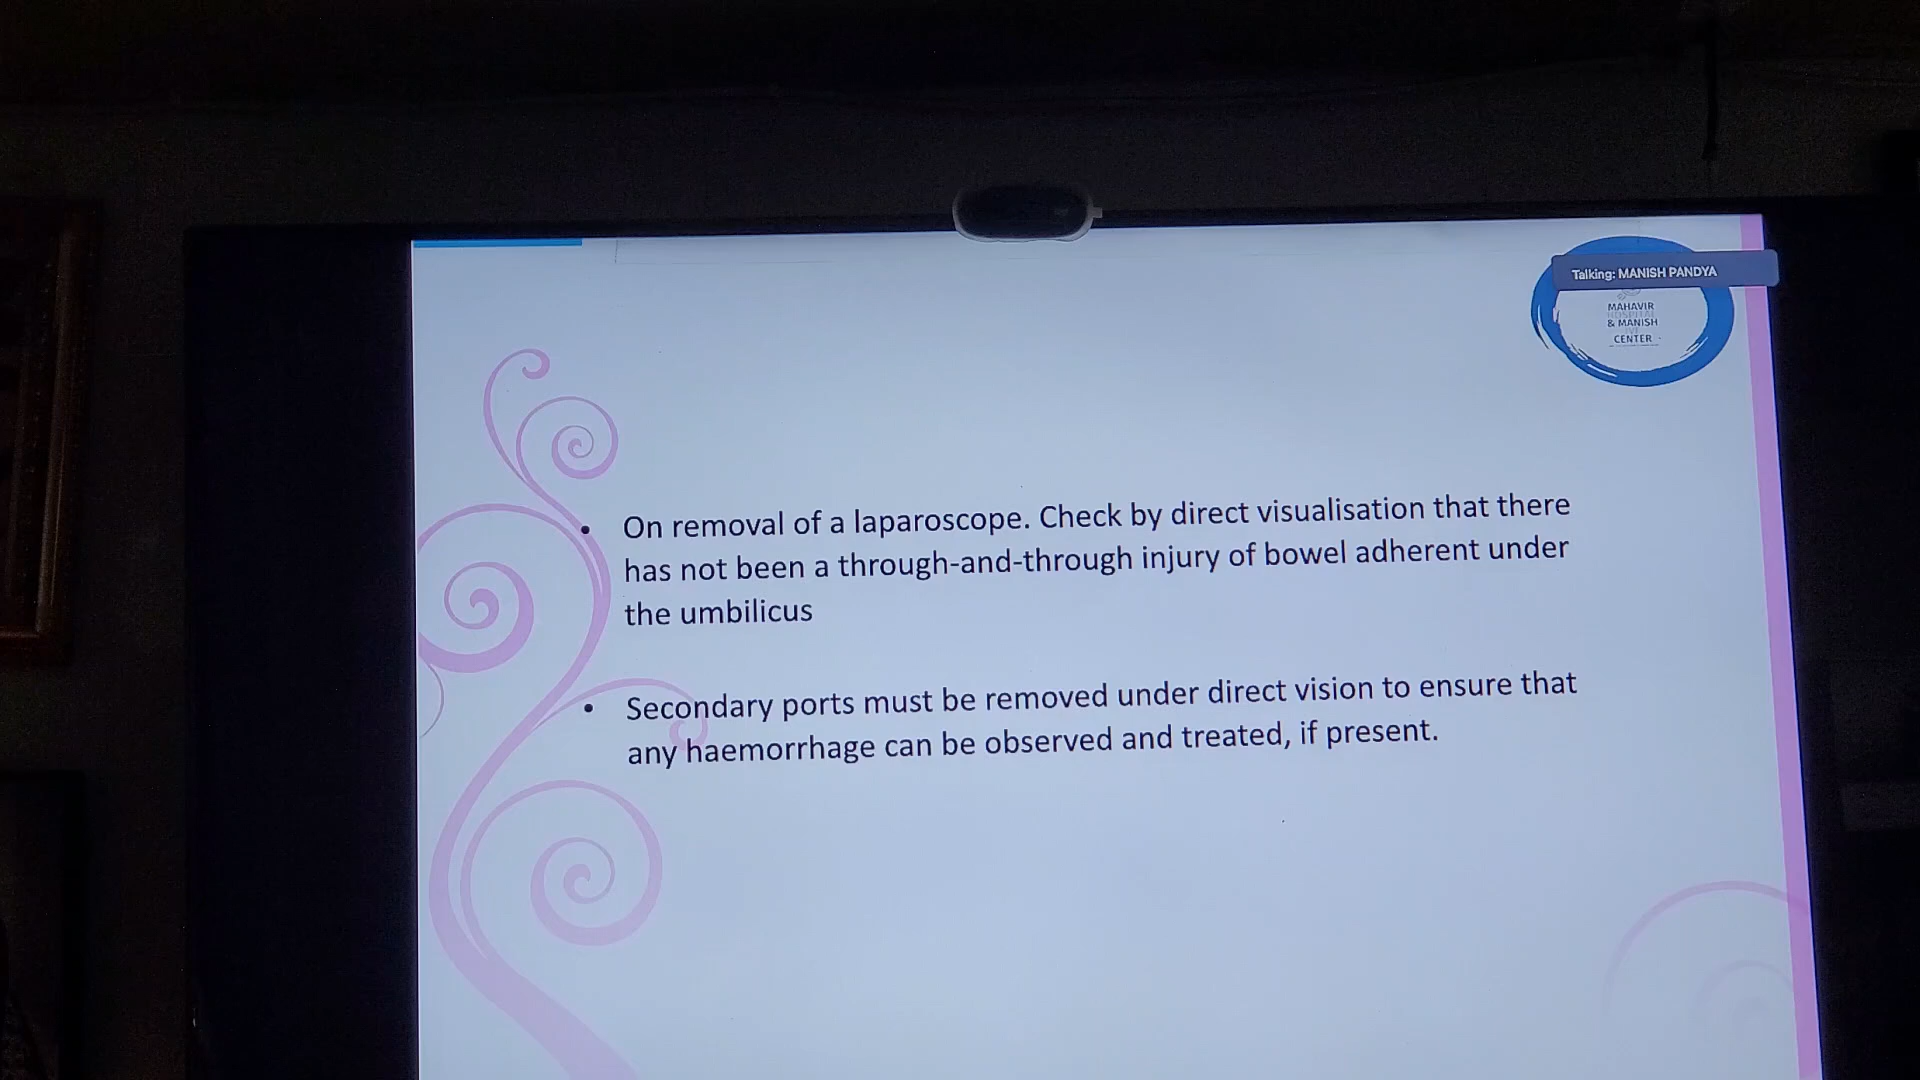 Talking: MANISH PANDYA
MAHAVIR
HOSPITAL
& MANISH
IVF
CENTER
• On removal of a laparoscope. Check by direct visualisation that there
has not been a through-and-through injury of bowel adherent under
the umbilicus
• Secondary ports must be removed under direct vision to ensure that
any haemorrhage can be observed and treated, if present.